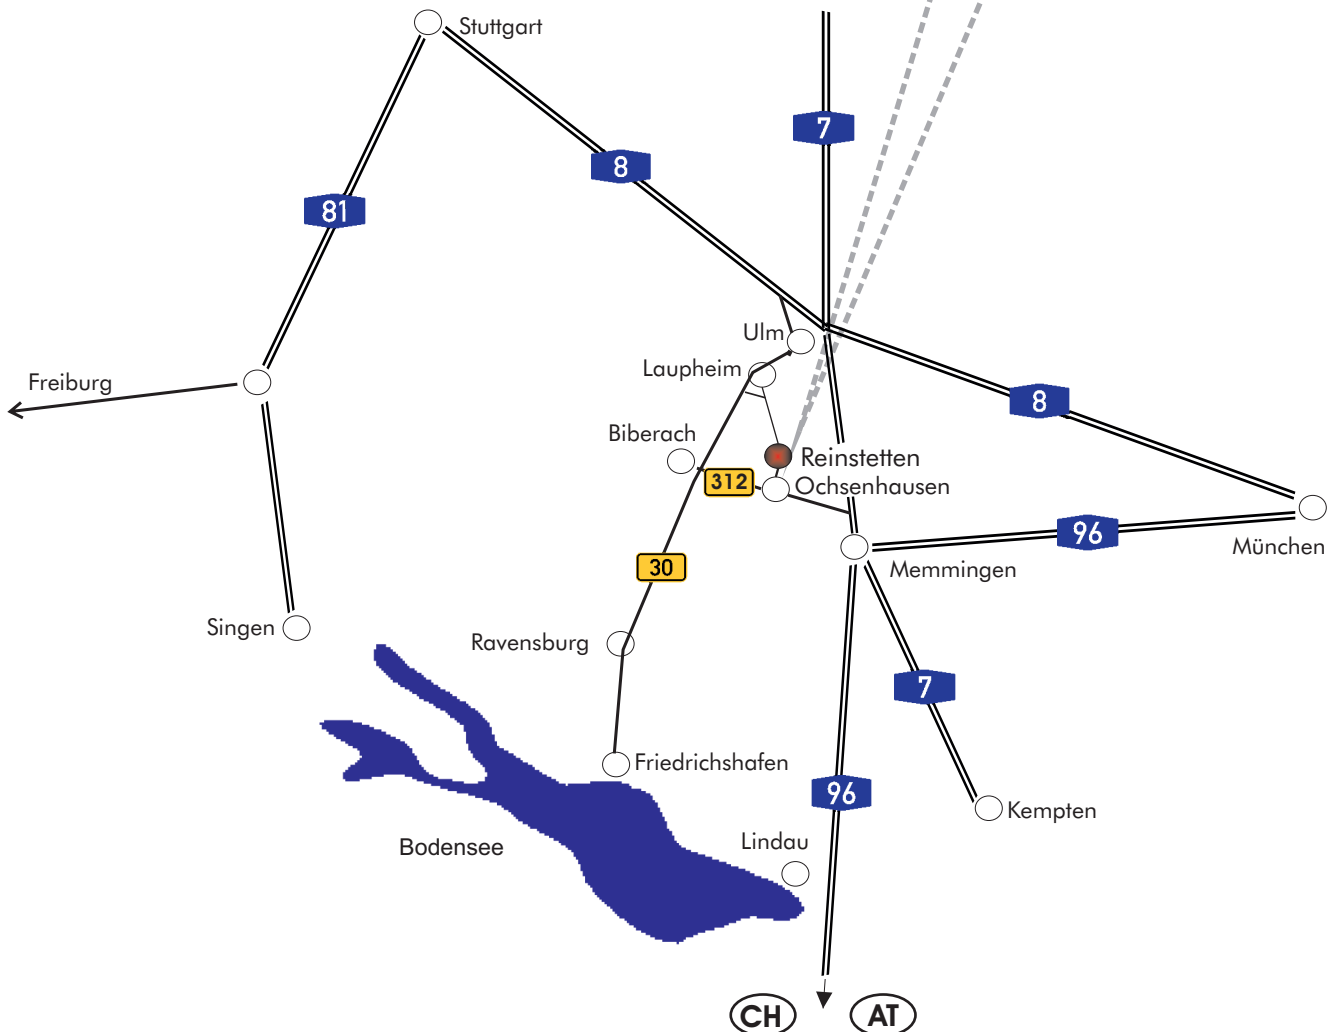 Stuttgart
7
8
81
Ulm
Laupheim
Freiburg
8
Biberach
Reinstetten
312
Ochsenhausen
96
München
30
Memmingen
Singen
Ravensburg
7
Friedrichshafen
96
Kempten
Lindau
Bodensee
CH
AT